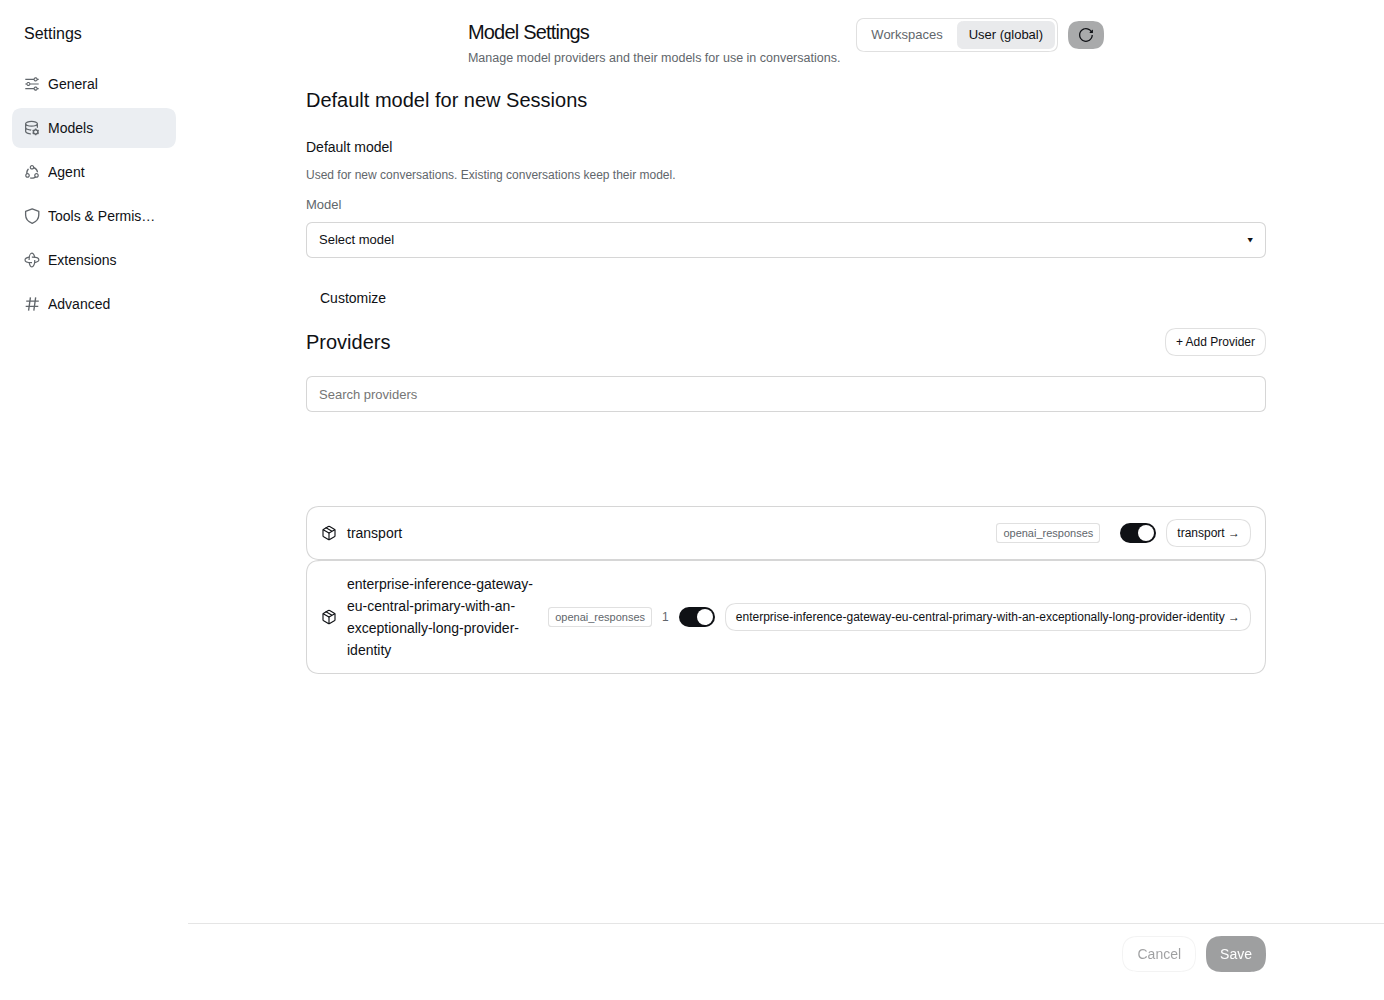 Settings
General
Models
Agent
Tools & Permis…
Extensions
Advanced
Model Settings
Manage model providers and their models for use in conversations.
Workspaces
User (global)
Default model for new Sessions
Default model
Used for new conversations. Existing conversations keep their model.
Model
Select model
Customize
Providers
+ Add Provider
Search providers
transport
openai_responses
transport →
enterprise-inference-gateway-
eu-central-primary-with-an-
exceptionally-long-provider-
identity
openai_responses
1
enterprise-inference-gateway-eu-central-primary-with-an-exceptionally-long-provider-identity →
Cancel
Save